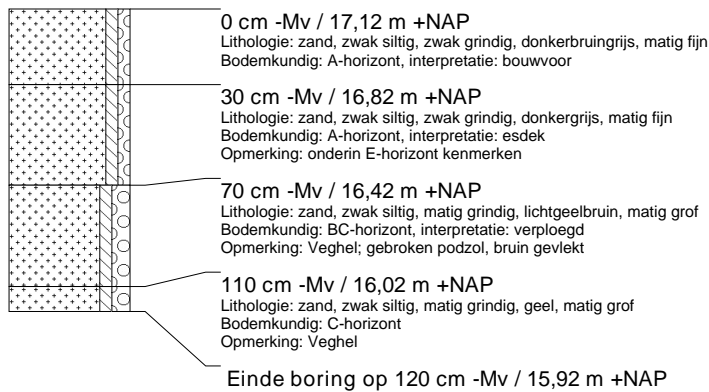 0 cm -Mv / 17,12 m +NAP
Lithologie: zand, zwak siltig, zwak grindig, donkerbruingrijs, matig fijn
Bodemkundig: A-horizont, interpretatie: bouwvoor
30 cm -Mv / 16,82 m +NAP
Lithologie: zand, zwak siltig, zwak grindig, donkergrijs, matig fijn
Bodemkundig: A-horizont, interpretatie: esdek
Opmerking: onderin E-horizont kenmerken
70 cm -Mv / 16,42 m +NAP
Lithologie: zand, zwak siltig, matig grindig, lichtgeelbruin, matig grof
Bodemkundig: BC-horizont, interpretatie: verploegd
Opmerking: Veghel; gebroken podzol, bruin gevlekt
110 cm -Mv / 16,02 m +NAP
Lithologie: zand, zwak siltig, matig grindig, geel, matig grof
Bodemkundig: C-horizont
Opmerking: Veghel
Einde boring op 120 cm -Mv / 15,92 m +NAP